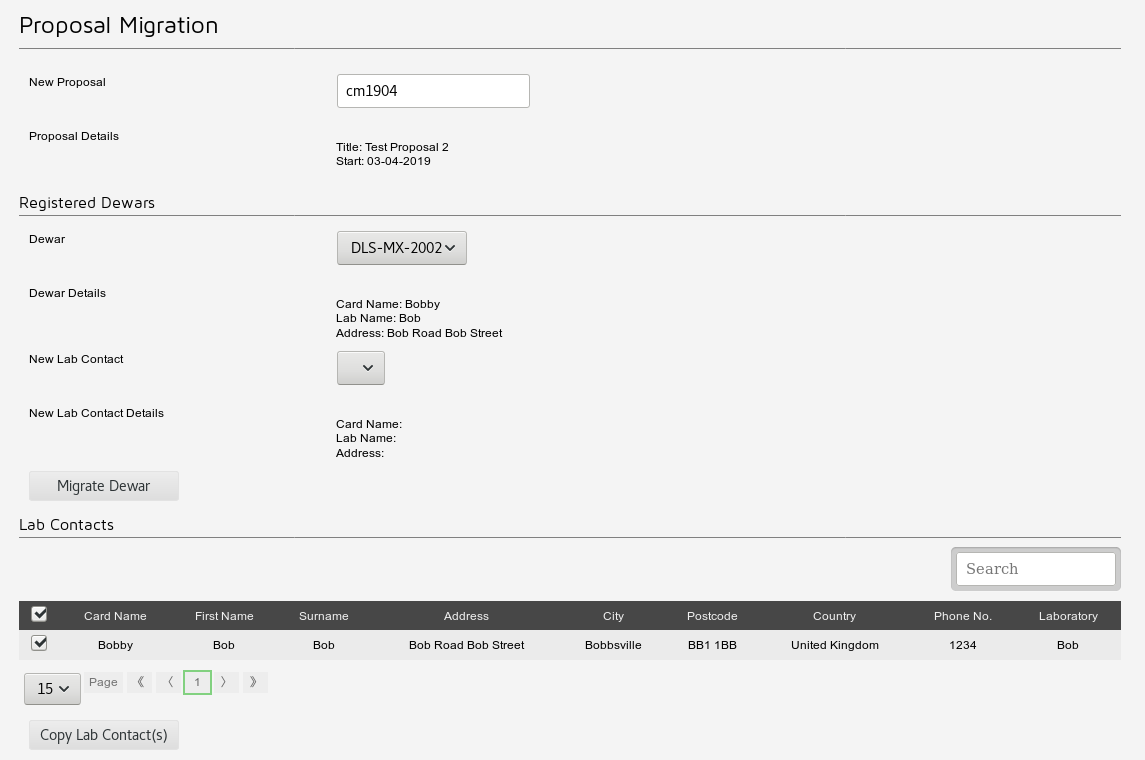 Proposal Migration
New Proposal
cm1904
Proposal Details
Title: Test Proposal 2
Start: 03-04-2019
Registered Dewars
Dewar
DLS-MX-2002
Dewar Details
Card Name: Bobby
Lab Name: Bob
Address: Bob Road Bob Street
New Lab Contact
New Lab Contact Details
Card Name:
Lab Name:
Address:
Migrate Dewar
Lab Contacts
Search
Card Name First Name Surname Address City Postcode Country Phone No. Laboratory
Bobby Bob Bob Bob Road Bob Street Bobbsville BB1 1BB United Kingdom 1234 Bob
15 Page 《 〈 1 〉 》
Copy Lab Contact(s)